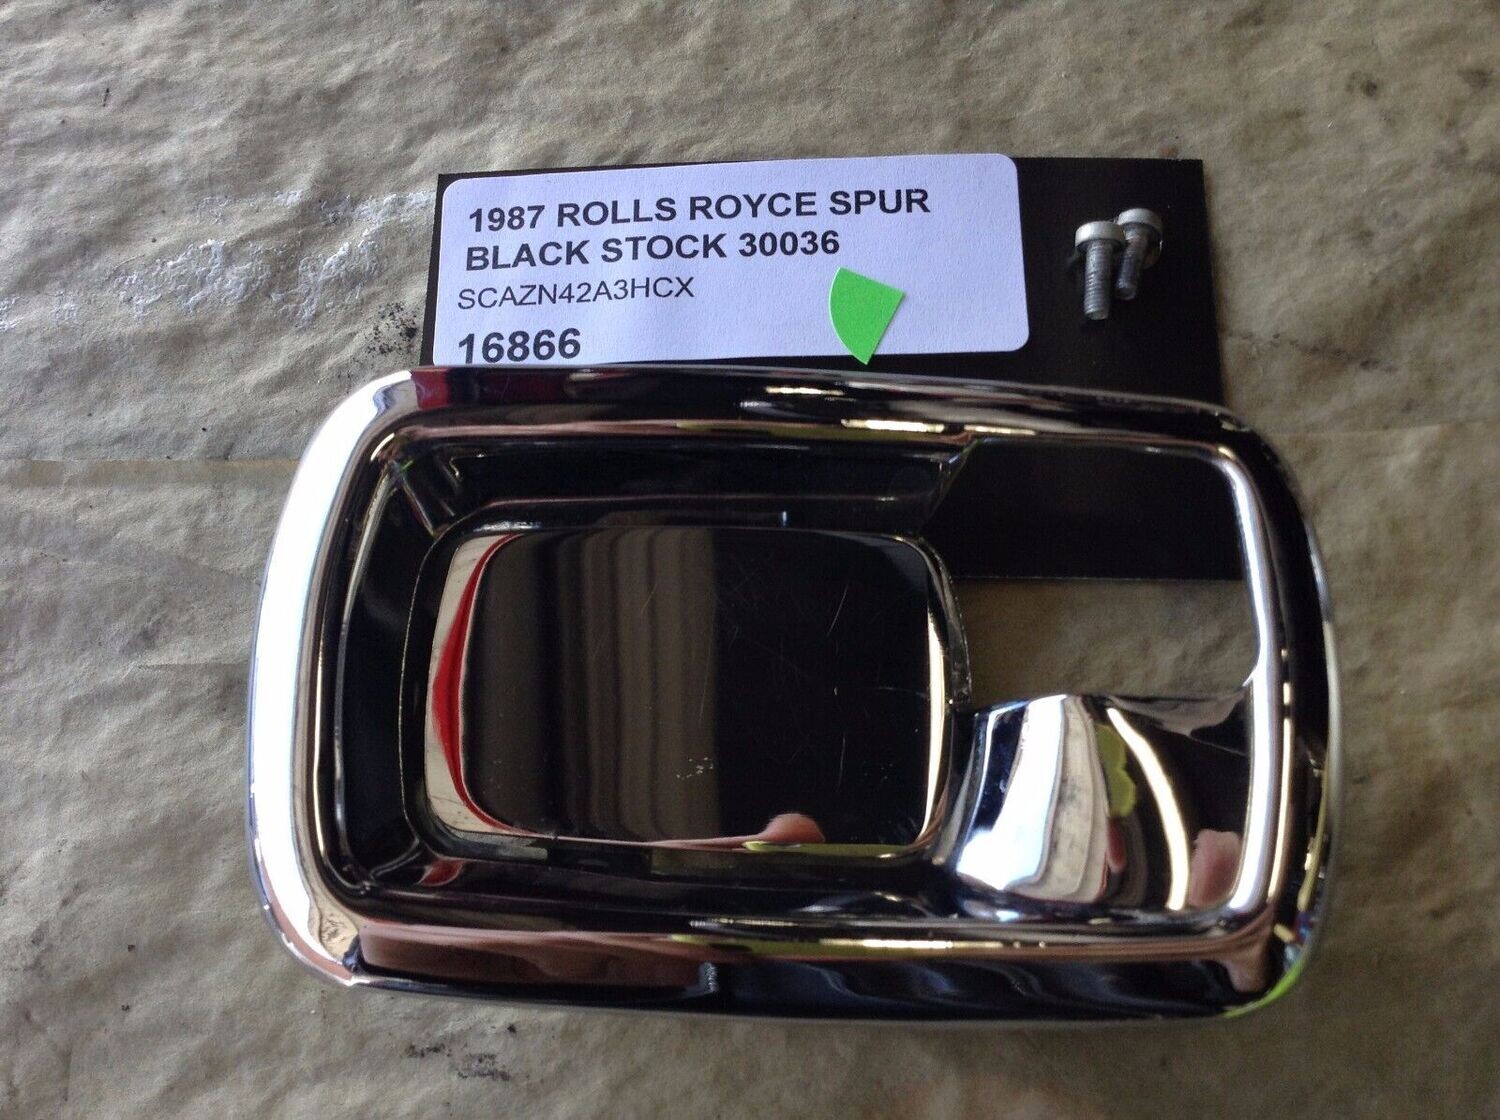 1987 ROLLS ROYCE SPUR
BLACK STOCK 30036
SCAZN42A3HCX
16866